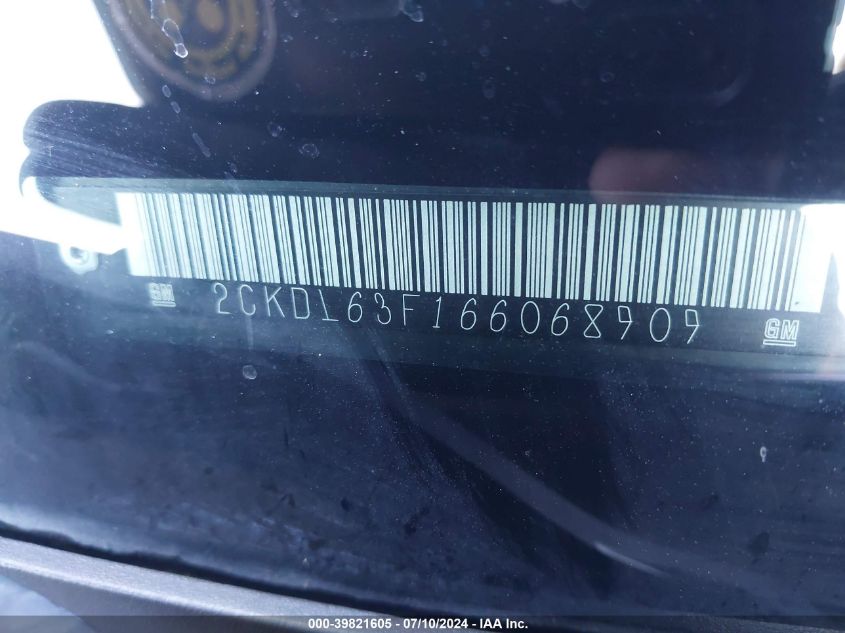 GM 2CKDL63F166068909 GM
000-39821605 - 07/10/2024 - IAA Inc.